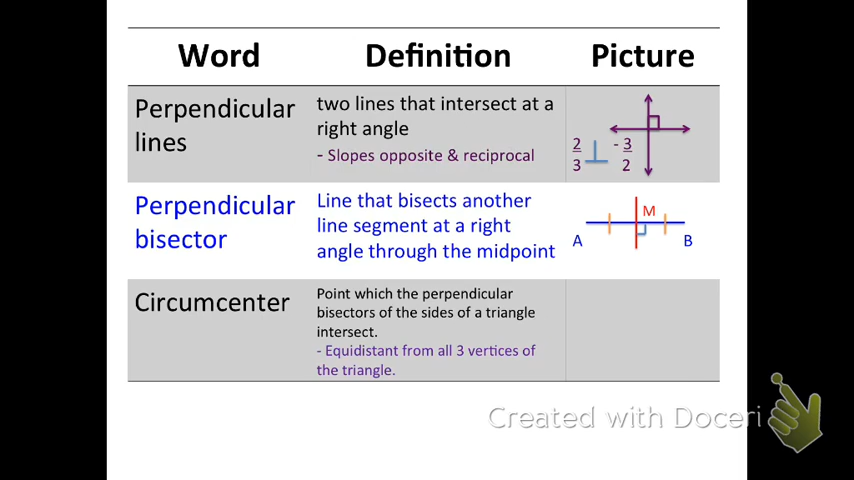 Word Definition Picture
Perpendicular
lines
two lines that intersect at a
right angle
- Slopes opposite & reciprocal
2
3
- 3
2
Perpendicular
bisector
Line that bisects another
line segment at a right
angle through the midpoint
M
A
B
Circumcenter
Point which the perpendicular
bisectors of the sides of a triangle
intersect.
- Equidistant from all 3 vertices of
the triangle.
Created with Doceri